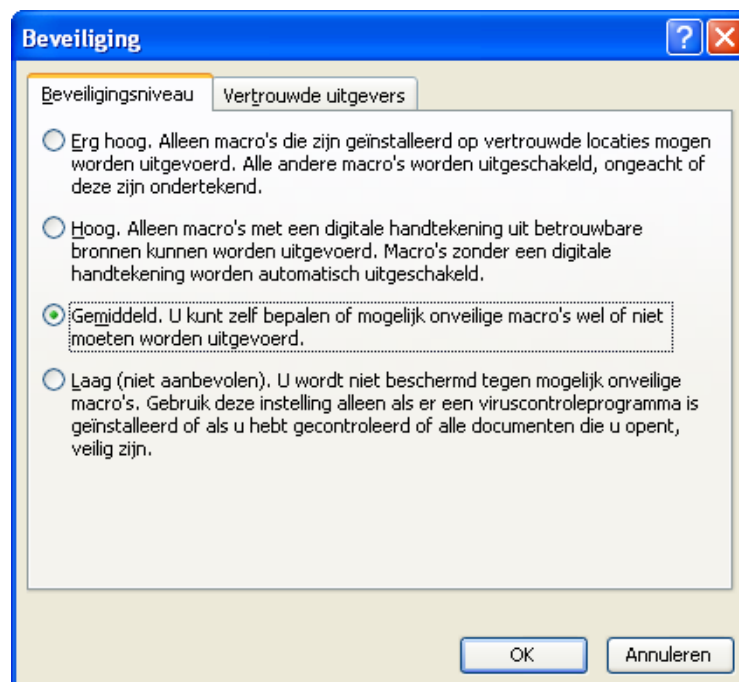 Beveiliging
Beveiligingsniveau
Vertrouwde uitgevers
Erg hoog. Alleen macro's die zijn geïnstalleerd op vertrouwde locaties mogen
worden uitgevoerd. Alle andere macro's worden uitgeschakeld, ongeacht of
deze zijn ondertekend.
Hoog. Alleen macro's met een digitale handtekening uit betrouwbare
bronnen kunnen worden uitgevoerd. Macro's zonder een digitale
handtekening worden automatisch uitgeschakeld.
Gemiddeld. U kunt zelf bepalen of mogelijk onveilige macro's wel of niet
moeten worden uitgevoerd.
Laag (niet aanbevolen). U wordt niet beschermd tegen mogelijk onveilige
macro's. Gebruik deze instelling alleen als er een viruscontroleprogramma is
geïnstalleerd of als u hebt gecontroleerd of alle documenten die u opent,
veilig zijn.
OK
Annuleren